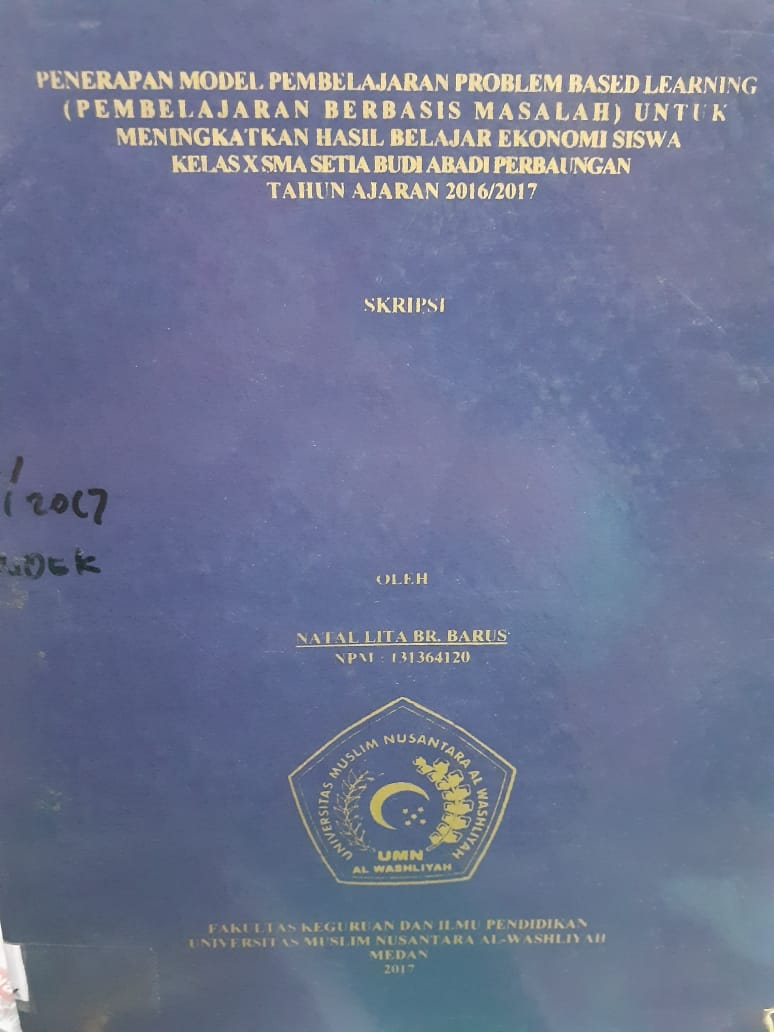 PENERAPAN MODEL PEMBELAJARAN PROBLEM BASED LEARNING
(PEMBELAJARAN BERBASIS MASALAH) UNTUK
MENINGKATKAN HASIL BELAJAR EKONOMI SISWA
KELAS X SMA SETIA BUDI ABADI PERBAUNGAN
TAHUN AJARAN 2016/2017
SKRIPSI
/2017
OLEH
NATAL LITA BR. BARUS
NPM : 131364120
UNIVERSITAS MUSLIM NUSANTARA AL WASHLIYAH
UMN
AL WASHLIYAH
FAKULTAS KEGURUAN DAN ILMU PENDIDIKAN
UNIVERSITAS MUSLIM NUSANTARA AL-WASHLIYAH
MEDAN
2017